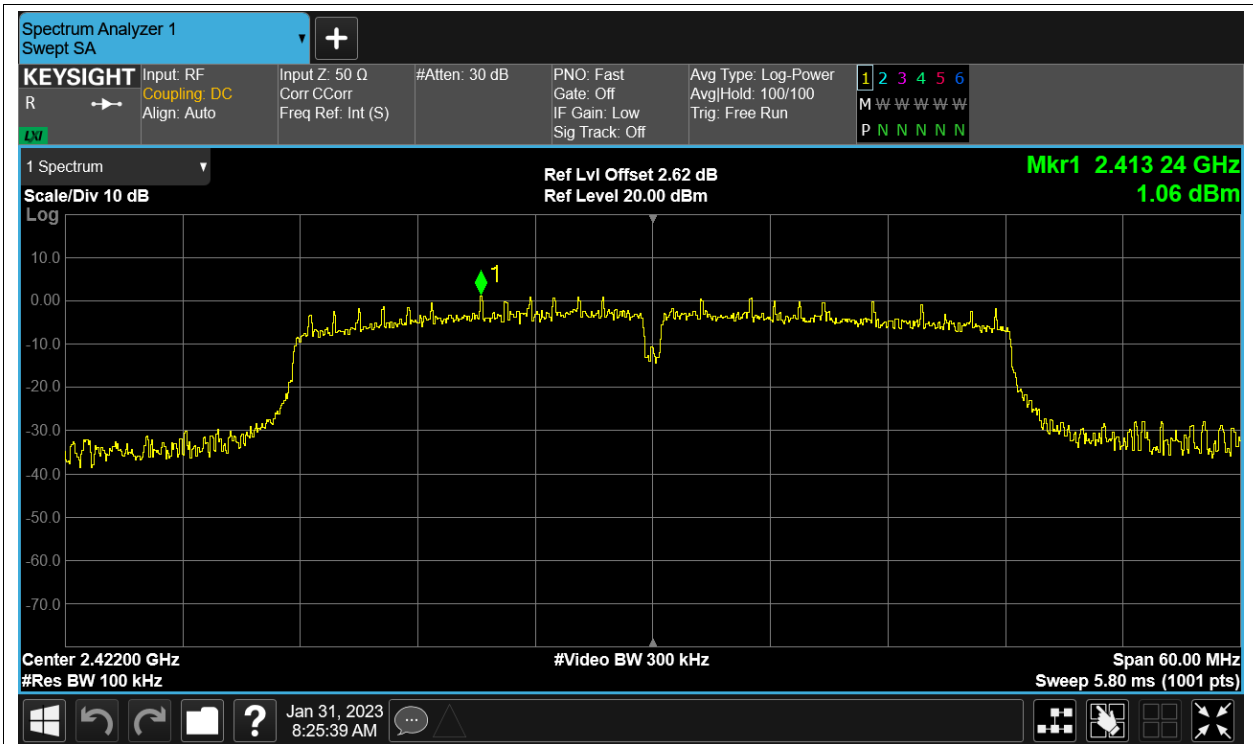 Spectrum Analyzer 1
Swept SA
KEYSIGHT
R
LXI
Input: RF
Coupling: DC
Align: Auto
Input Z: 50 Ω
Corr CCorr
Freq Ref: Int (S)
#Atten: 30 dB
PNO: Fast
Gate: Off
IF Gain: Low
Sig Track: Off
Avg Type: Log-Power
Avg|Hold: 100/100
Trig: Free Run
1 2 3 4 5 6
M W W W W W
P N N N N N
1 Spectrum
Scale/Div 10 dB
Log
Ref Lvl Offset 2.62 dB
Ref Level 20.00 dBm
Mkr1 2.413 24 GHz
1.06 dBm
1
10.0
0.00
-10.0
-20.0
-30.0
-40.0
-50.0
-60.0
-70.0
Center 2.42200 GHz
#Res BW 100 kHz
#Video BW 300 kHz
Span 60.00 MHz
Sweep 5.80 ms (1001 pts)
?
Jan 31, 2023
8:25:39 AM